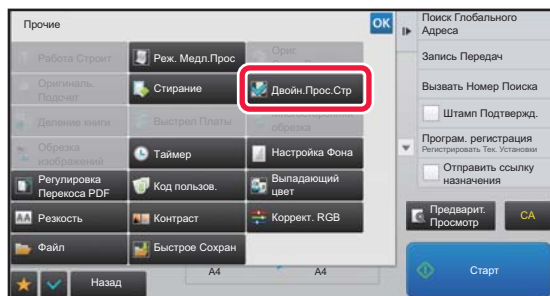 Прочие
OK
Работа Строит
Реж. Медл.Прос
Ориг.
Оригиналь.
Подсчет
Стирание
Двойн.Прос.Стр
Деление книги
Выстрел Платы
обрезка
Обрезка
изображений
Таймер
Настройка Фона
Регулировка
Перекоса PDF
Код пользов.
Выпадающий
цвет
AA
Резкость
Контраст
Коррект. RGB
Файл
Быстрое Сохран
Назад
A4
A4
Поиск Глобального
Адреса
Запись Передач
Вызвать Номер Поиска
Штамп Подтвержд.
Програм. регистрация
Регистрировать Тек. Установки
Отправить ссылку
назначения
Предварит.
Просмотр
CA
Старт